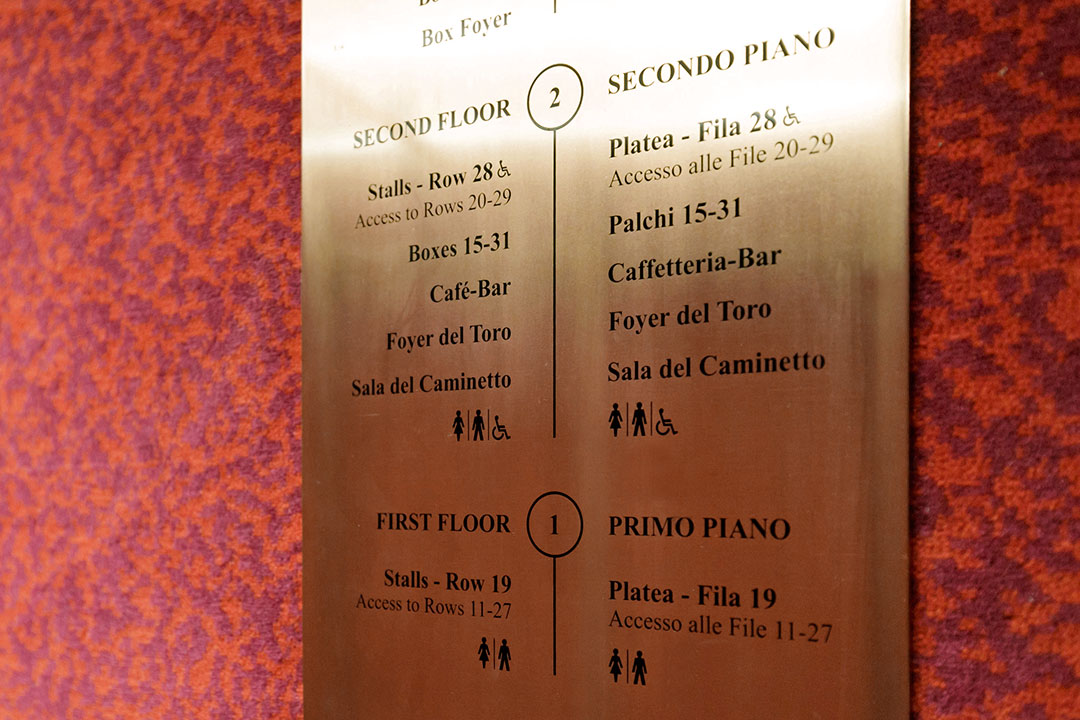 Box Foyer
2
SECOND FLOOR
Stalls - Row 28
Access to Rows 20-29
Boxes 15-31
Café-Bar
Foyer del Toro
Sala del Caminetto
SECONDO PIANO
Platea - Fila 28
Accesso alle File 20-29
Palchi 15-31
Caffetteria-Bar
Foyer del Toro
Sala del Caminetto
1
FIRST FLOOR
Stalls - Row 19
Access to Rows 11-27
PRIMO PIANO
Platea - Fila 19
Accesso alle File 11-27